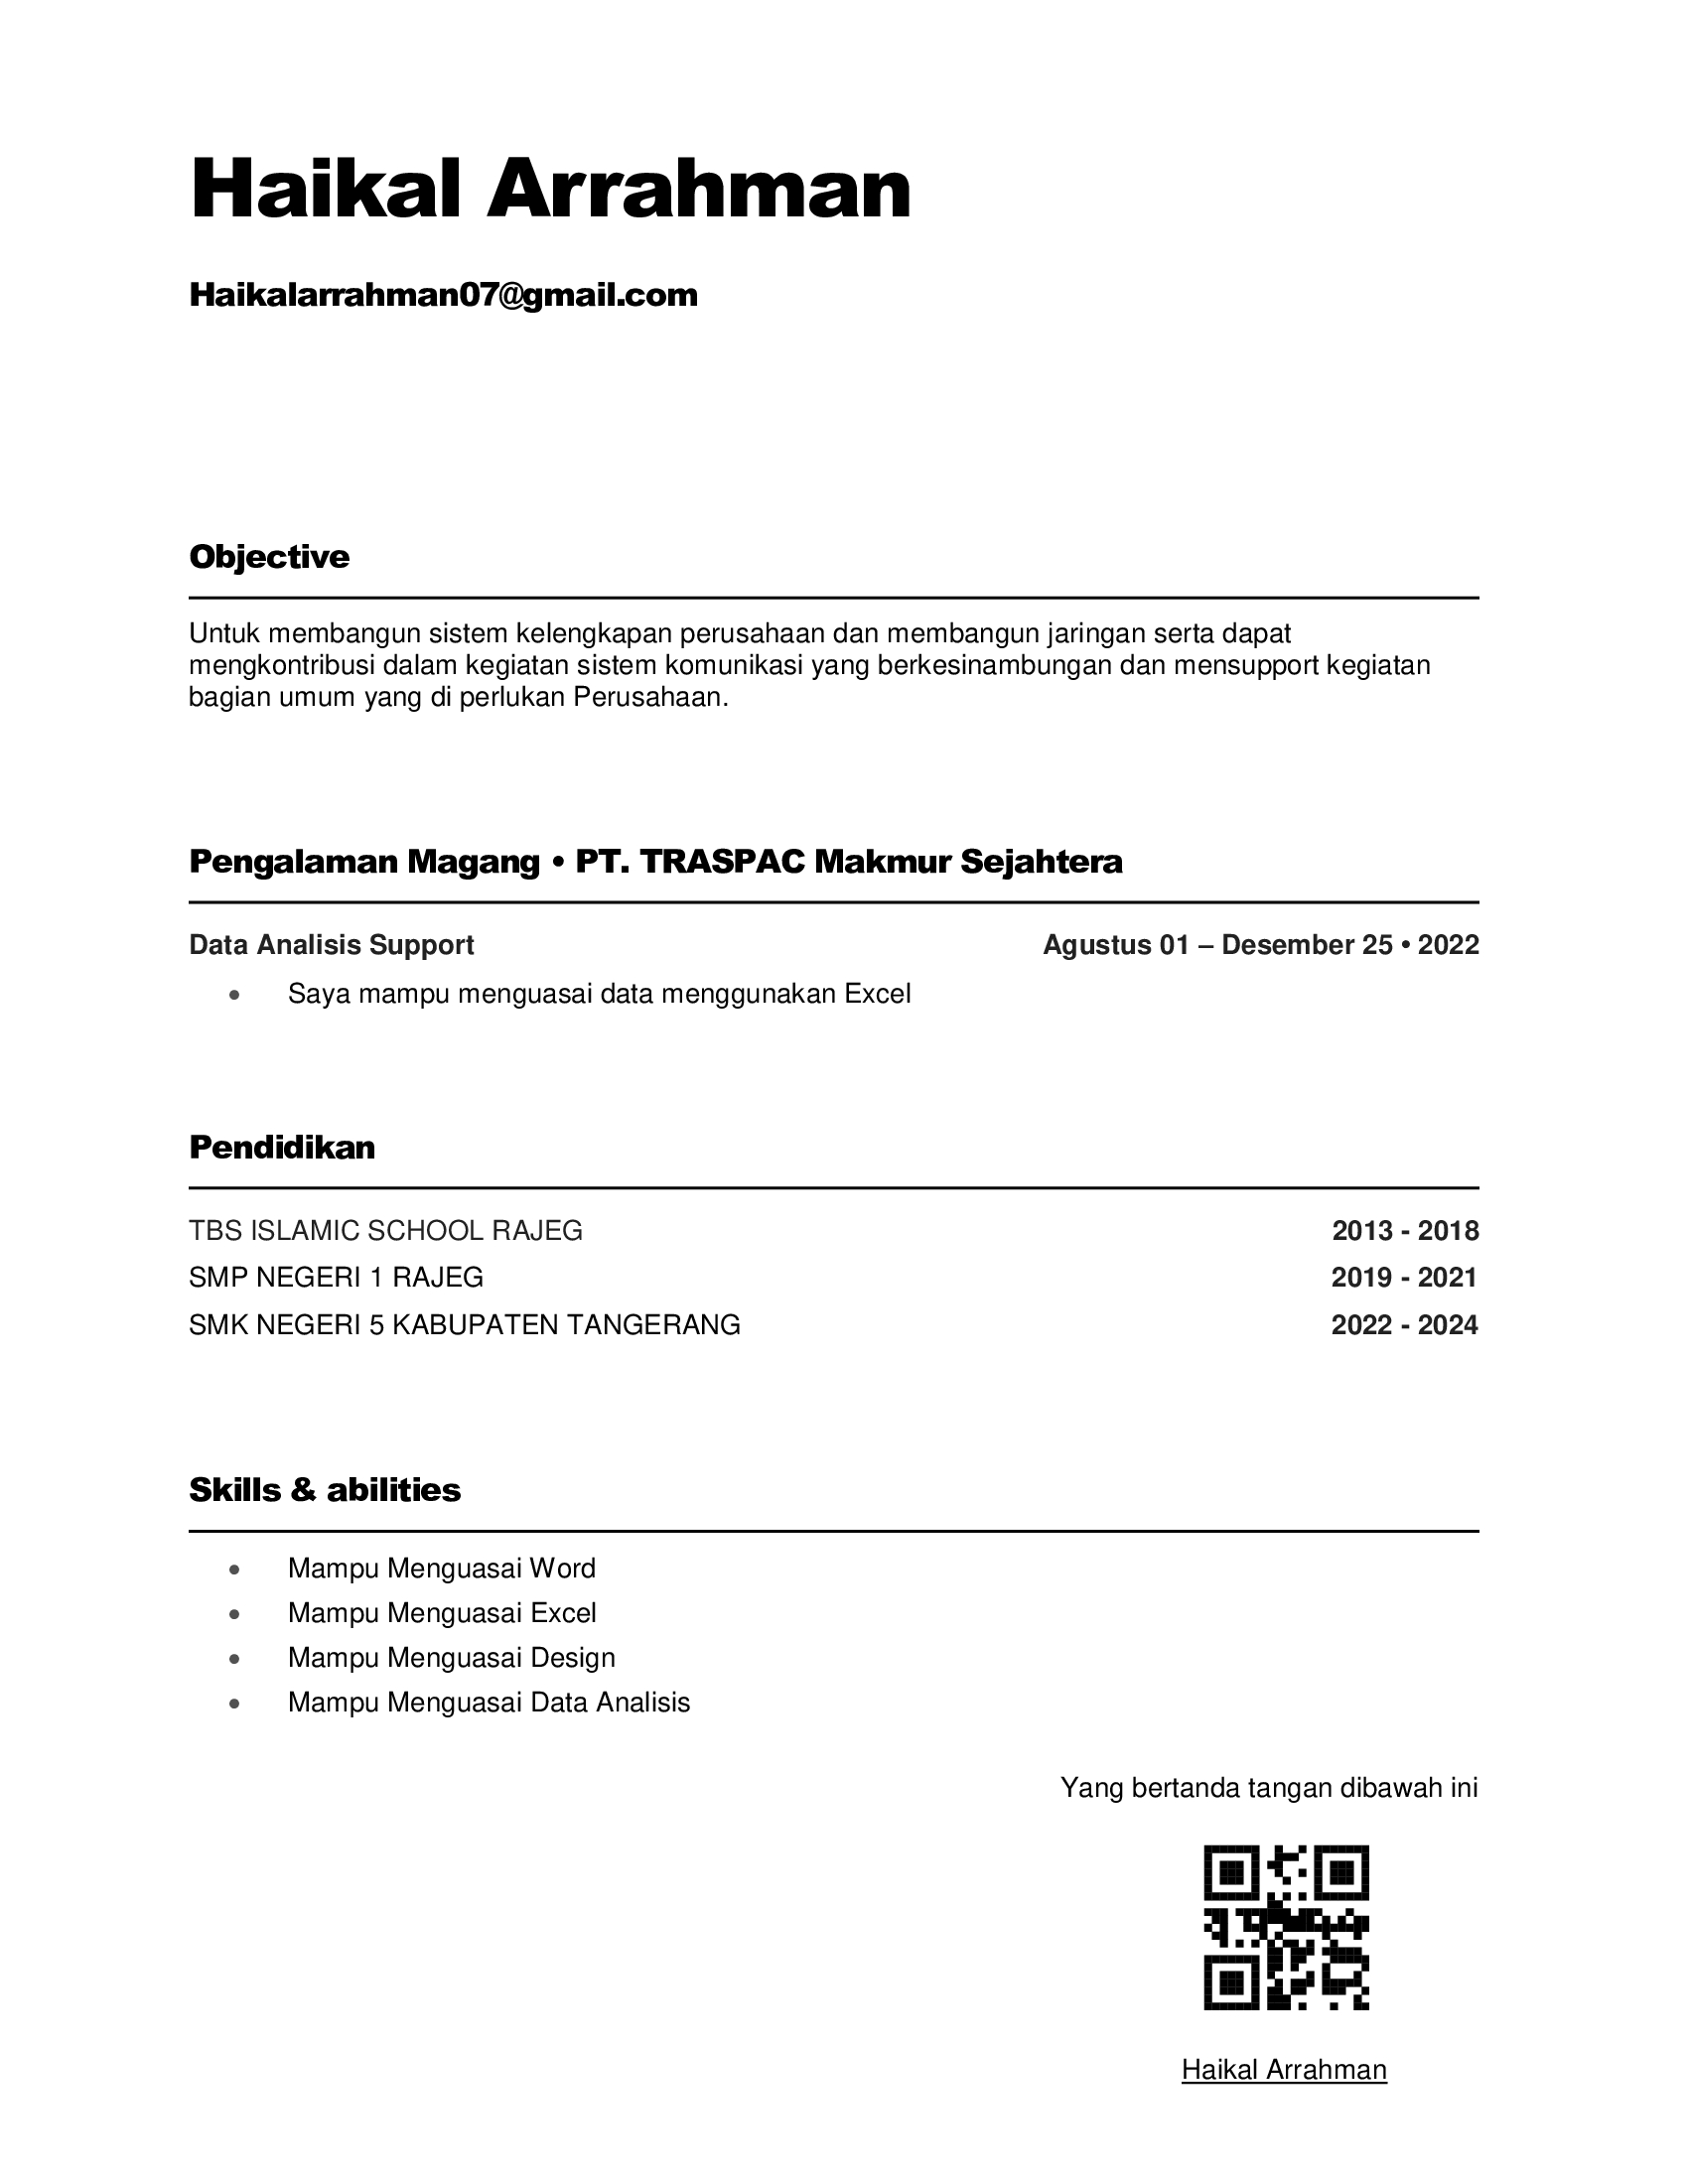 Haikal Arrahman
Haikalarrahman07@gmail.com
Objective
Untuk membangun sistem kelengkapan perusahaan dan membangun jaringan serta dapat
mengkontribusi dalam kegiatan sistem komunikasi yang berkesinambungan dan mensupport kegiatan
bagian umum yang di perlukan Perusahaan.
Pengalaman Magang • PT. TRASPAC Makmur Sejahtera
Data Analisis Support Agustus 01 – Desember 25 • 2022
• Saya mampu menguasai data menggunakan Excel
Pendidikan
TBS ISLAMIC SCHOOL RAJEG 2013 - 2018
SMP NEGERI 1 RAJEG 2019 - 2021
SMK NEGERI 5 KABUPATEN TANGERANG 2022 - 2024
Skills & abilities
• Mampu Menguasai Word
• Mampu Menguasai Excel
• Mampu Menguasai Design
• Mampu Menguasai Data Analisis
Yang bertanda tangan dibawah ini
Haikal Arrahman